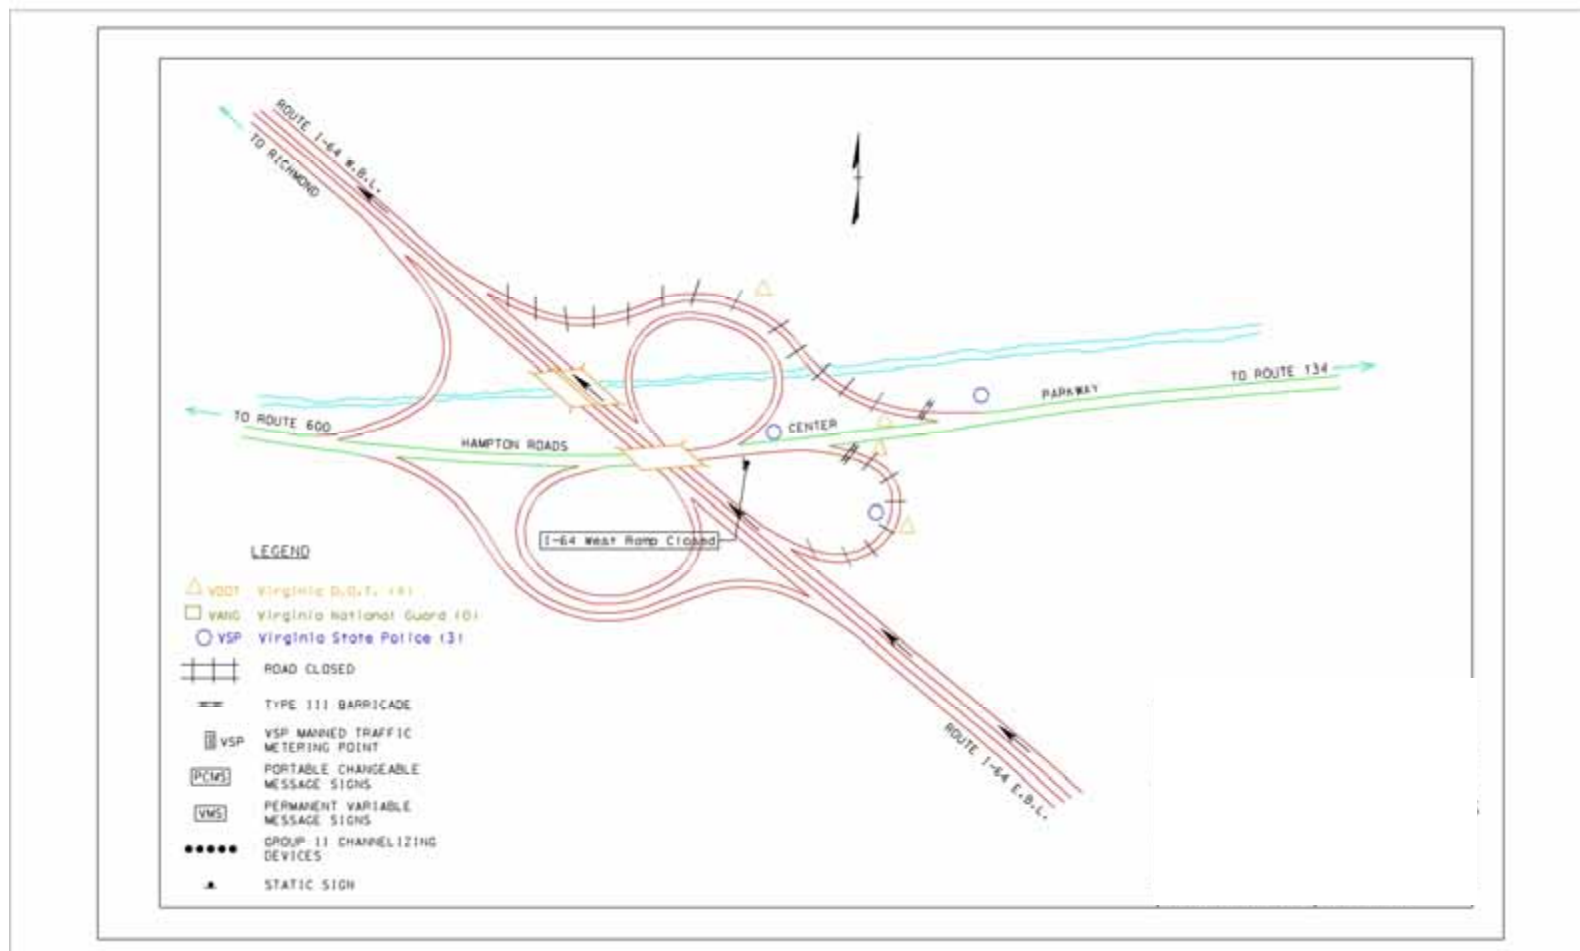 ROUTE I-64 W.B.L.
TO RICHMOND
TO ROUTE 134
PARKWAY
CENTER
TO ROUTE 600
HAMPTON ROADS
I-64 West Ramp Closed
ROUTE I-64 E.B.L.
LEGEND
VDOT Virginia D.O.T. (4)
VANG Virginia National Guard (0)
VSP Virginia State Police (3)
ROAD CLOSED
TYPE III BARRICADE
VSP VSP MANNED TRAFFIC
METERING POINT
PCMS PORTABLE CHANGEABLE
MESSAGE SIGNS
VMS PERMANENT VARIABLE
MESSAGE SIGNS
GROUP II CHANNELIZING
DEVICES
STATIC SIGN